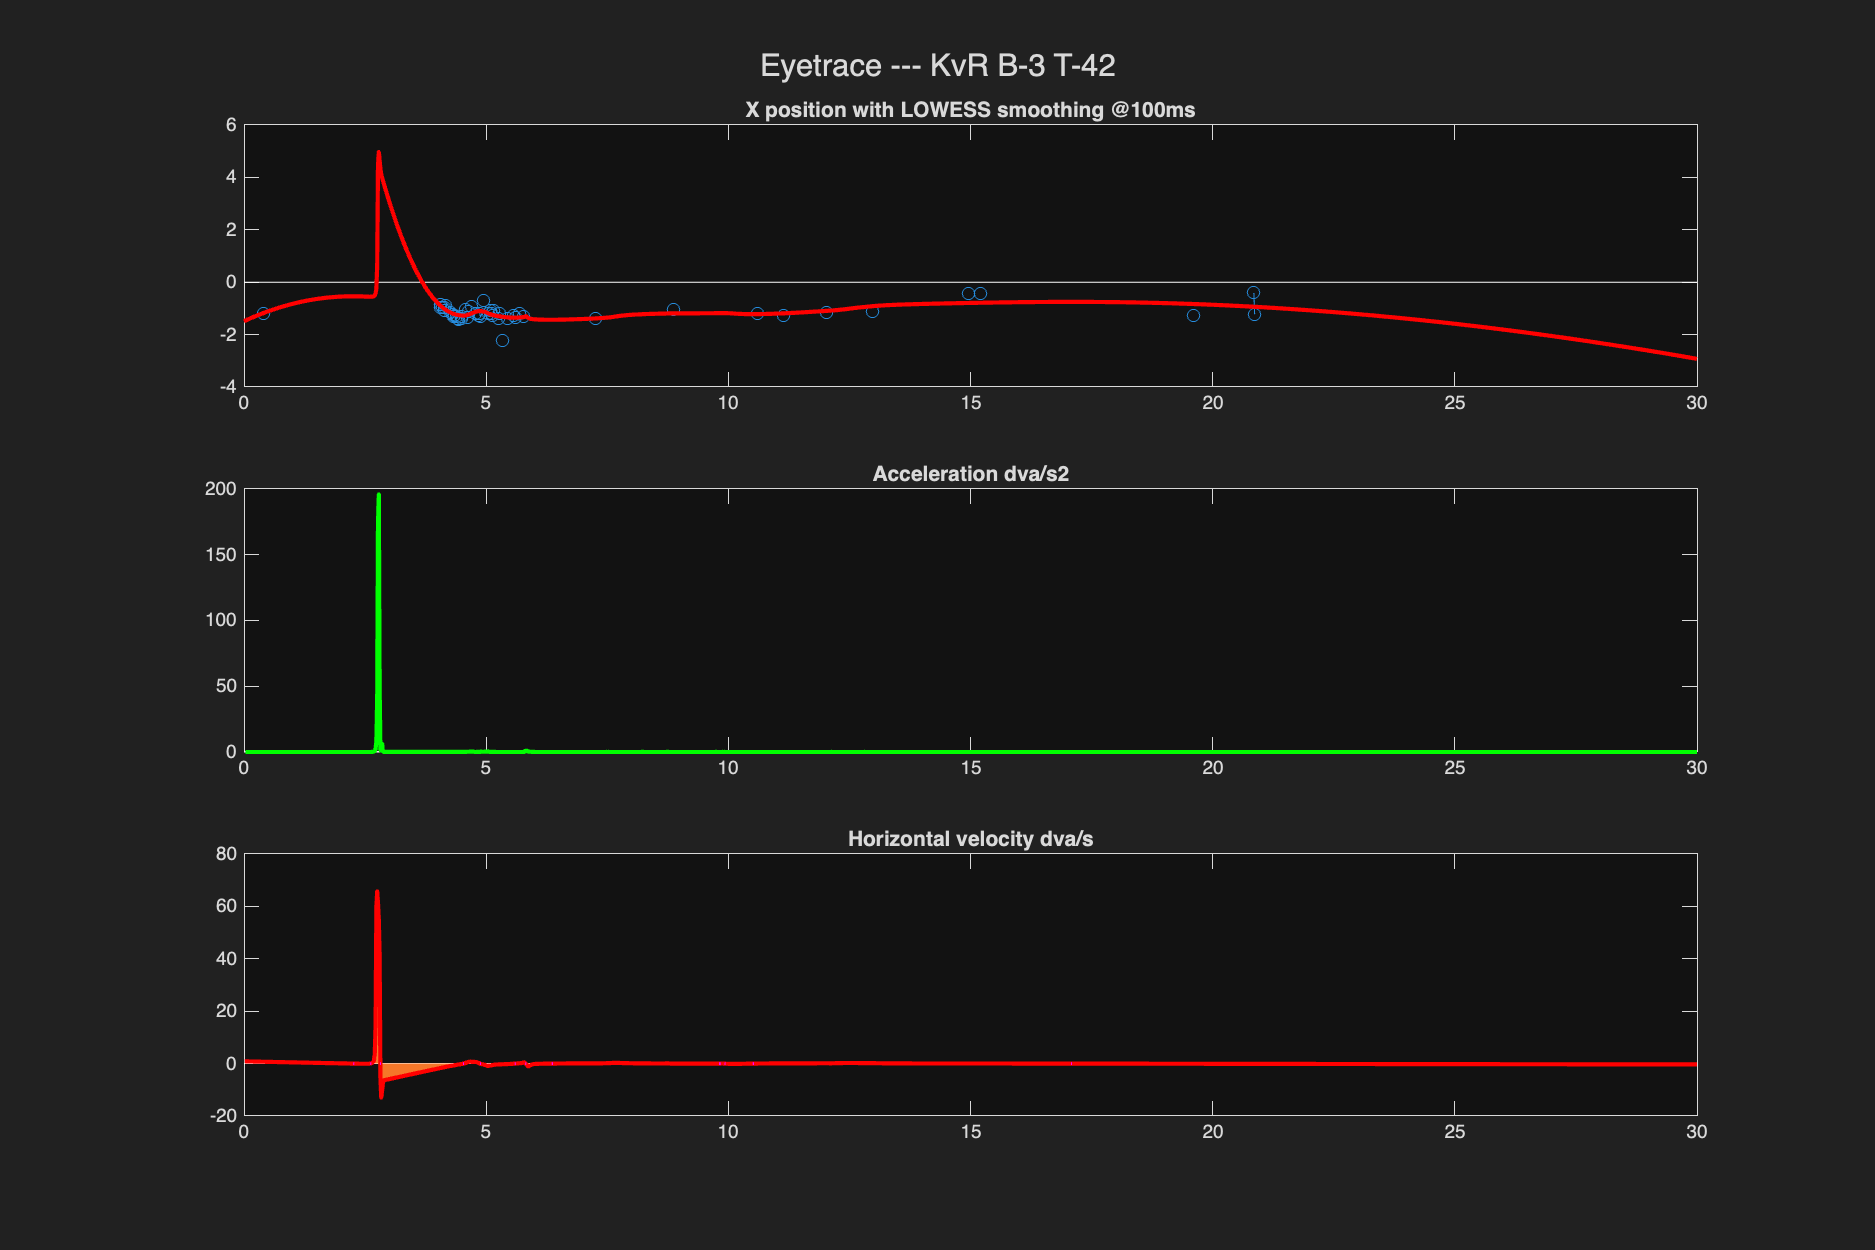 Eyetrace --- KvR B-3 T-42
X position with LOWESS smoothing @100ms
6
4
2
0
-2
-4
0 5 10 15 20 25 30
Acceleration dva/s2
200
150
100
50
0
0 5 10 15 20 25 30
Horizontal velocity dva/s
80
60
40
20
0
-20
0 5 10 15 20 25 30